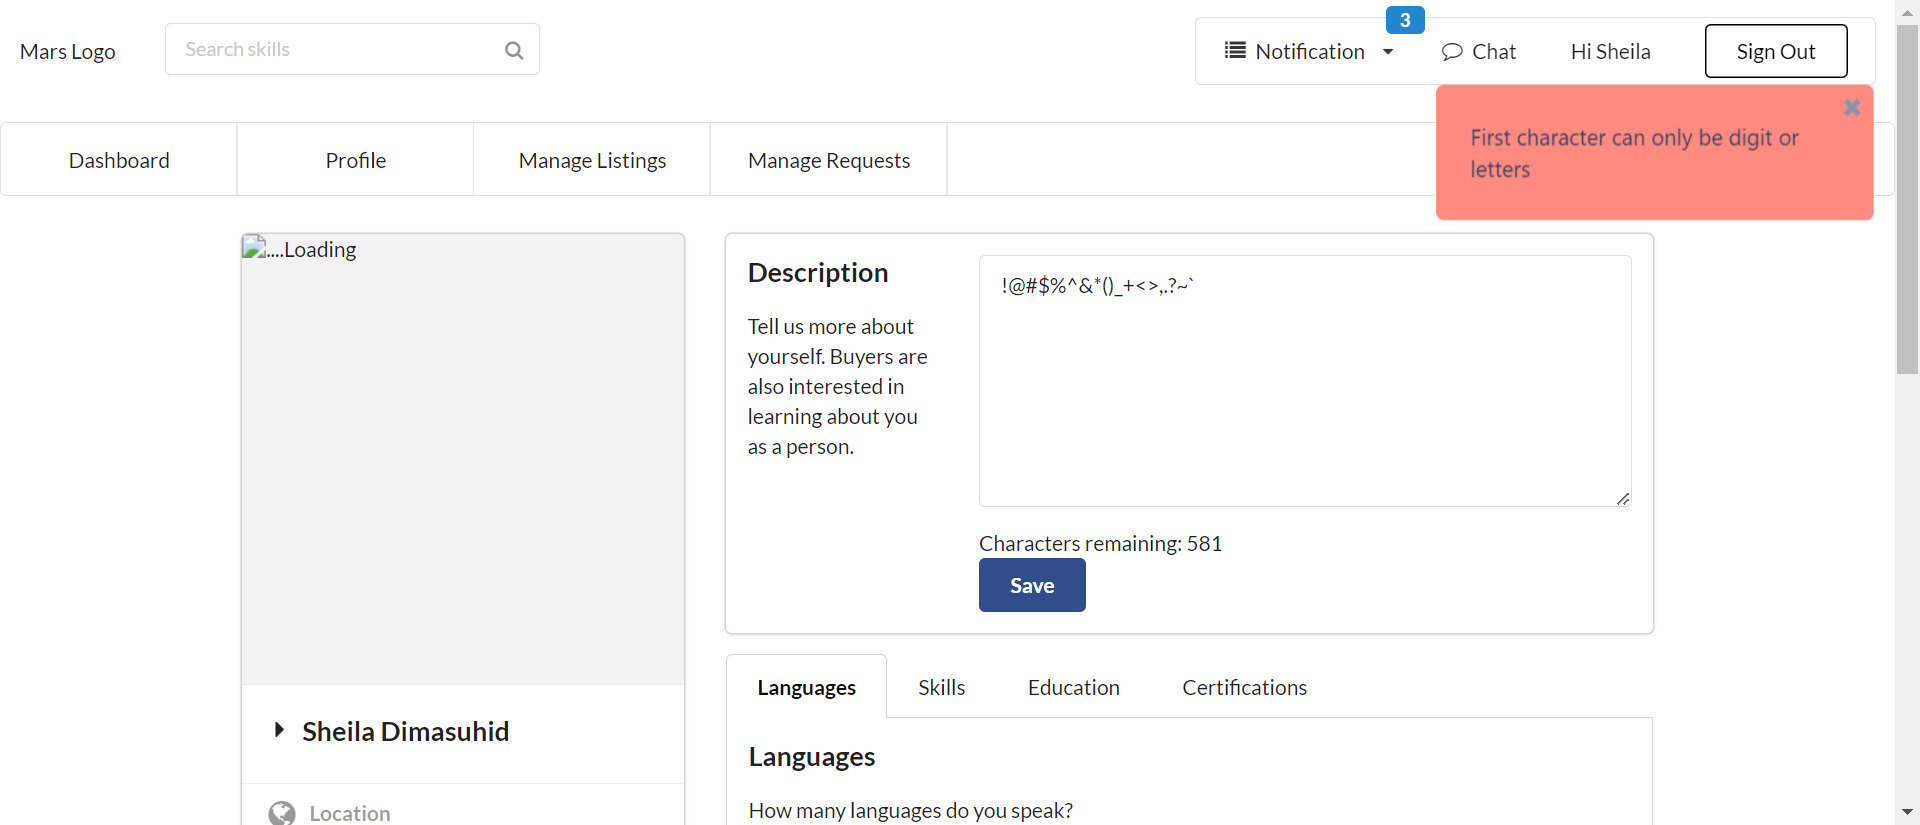 Mars Logo
Search skills
Notification
3
Chat
Hi Sheila
Sign Out
First character can only be digit or
letters
Dashboard
Profile
Manage Listings
Manage Requests
....Loading
Description
Tell us more about
yourself. Buyers are
also interested in
learning about you
as a person.
!@#$%^&*()_+<>,.?~`
Characters remaining: 581
Save
Sheila Dimasuhid
Location
Languages
Skills
Education
Certifications
Languages
How many languages do you speak?